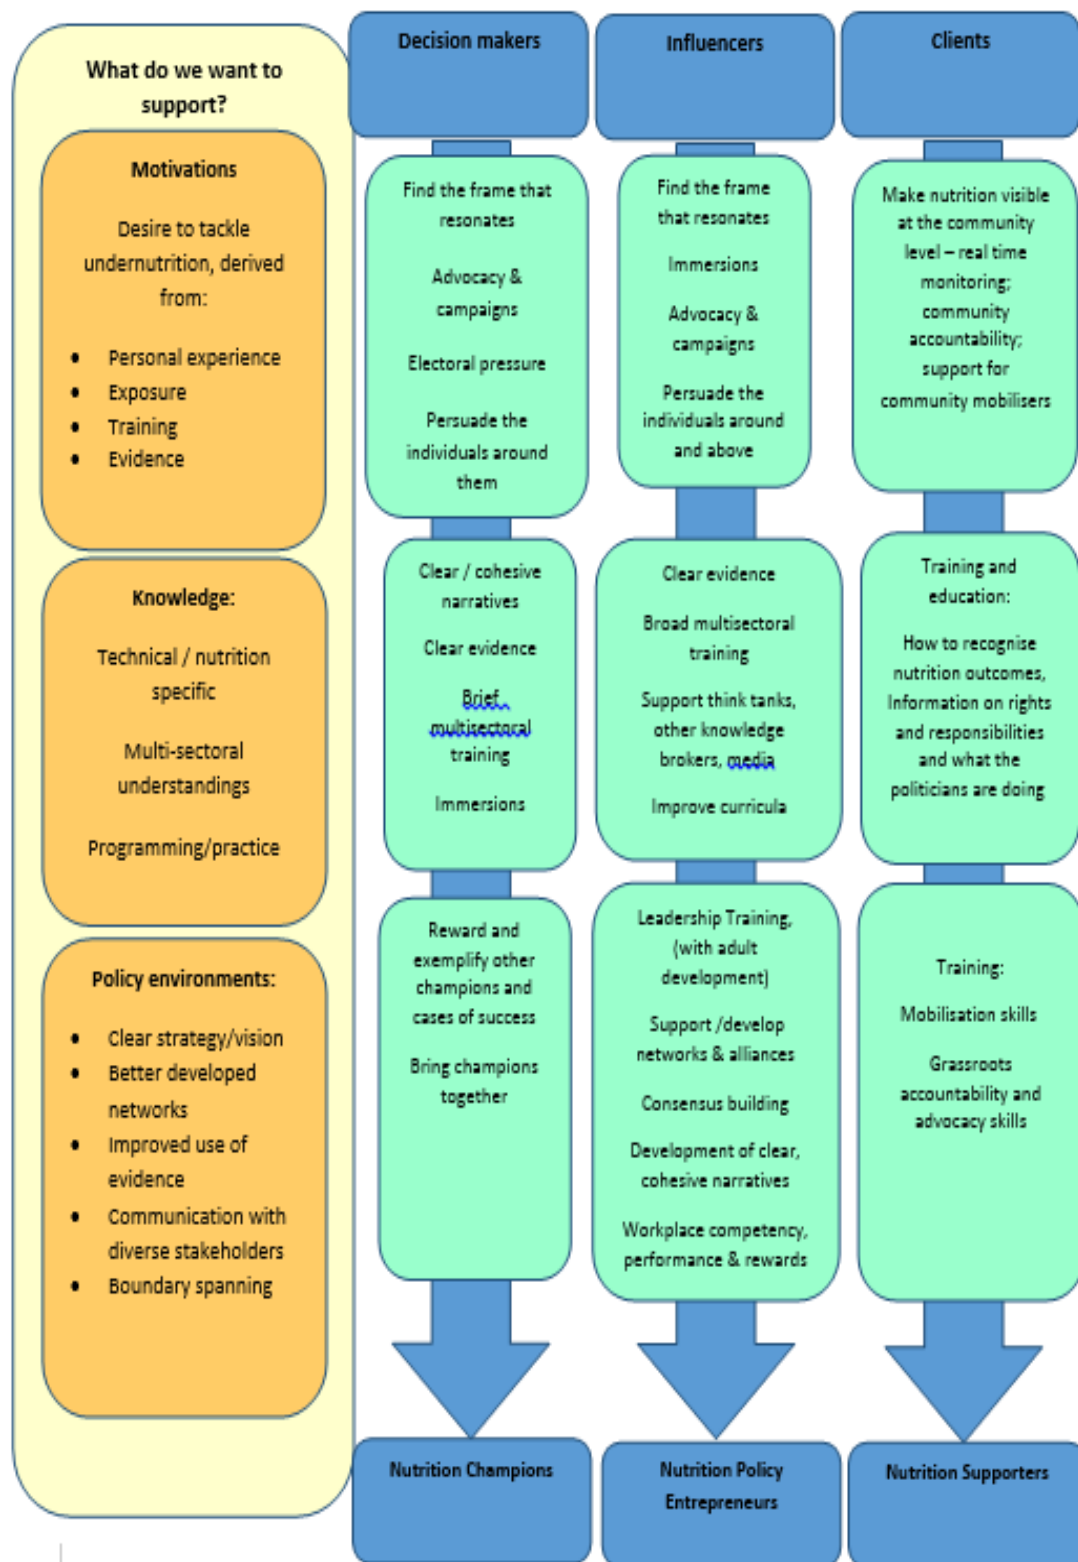 What do we want to
support?
Motivations
Desire to tackle
undernutrition, derived
from:
• Personal experience
• Exposure
• Training
• Evidence
Knowledge:
Technical / nutrition
specific
Multi-sectoral
understandings
Programming/practice
Policy environments:
• Clear strategy/vision
• Better developed
networks
• Improved use of
evidence
• Communication with
diverse stakeholders
• Boundary spanning
Decision makers
Find the frame that
resonates
Advocacy &
campaigns
Electoral pressure
Persuade the
individuals around
them
Clear / cohesive
narratives
Clear evidence
Brief
multisectoral
training
Immersions
Reward and
exemplify other
champions and
cases of success
Bring champions
together
Nutrition Champions
Influencers
Find the frame
that resonates
Immersions
Advocacy &
campaigns
Persuade the
individuals around
and above
Clear evidence
Broad multisectoral
training
Support think tanks,
other knowledge
brokers, media
Improve curricula
Leadership Training,
(with adult
development)
Support /develop
networks & alliances
Consensus building
Development of clear,
cohesive narratives
Workplace competency,
performance & rewards
Nutrition Policy
Entrepreneurs
Clients
Make nutrition visible
at the community
level – real time
monitoring;
community
accountability;
support for
community mobilisers
Training and
education:
How to recognise
nutrition outcomes,
Information on rights
and responsibilities
and what the
politicians are doing
Training:
Mobilisation skills
Grassroots
accountability and
advocacy skills
Nutrition Supporters